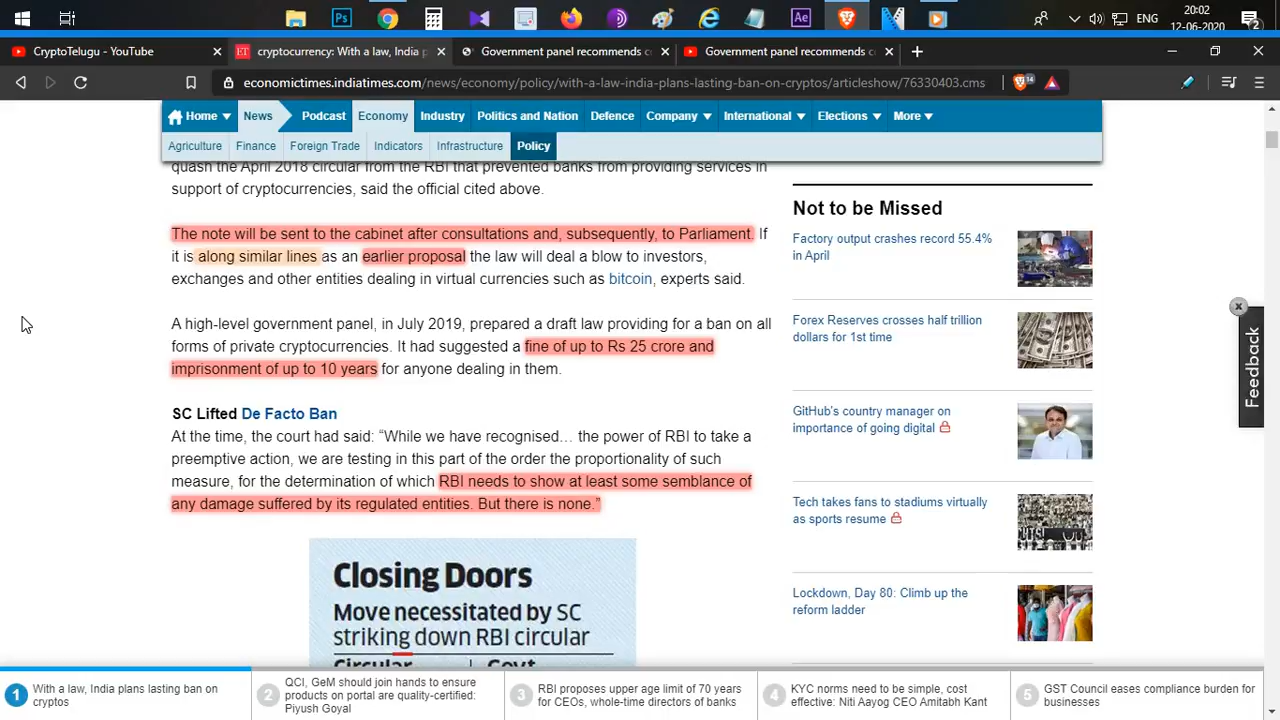 20:02
ENG
12-06-2020
2
Ps
Ae
CryptoTelugu - YouTube
ET cryptocurrency: With a law, India p
Government panel recommends c
Government panel recommends c
economictimes.indiatimes.com/news/economy/policy/with-a-law-india-plans-lasting-ban-on-cryptos/articleshow/76330403.cms
14
Home News Podcast Economy Industry Politics and Nation Defence Company International Elections More
Agriculture Finance Foreign Trade Indicators Infrastructure Policy
quash the April 2018 circular from the RBI that prevented banks from providing services in
support of cryptocurrencies, said the official cited above.
The note will be sent to the cabinet after consultations and, subsequently, to Parliament. If
it is along similar lines as an earlier proposal the law will deal a blow to investors,
exchanges and other entities dealing in virtual currencies such as bitcoin, experts said.
A high-level government panel, in July 2019, prepared a draft law providing for a ban on all
forms of private cryptocurrencies. It had suggested a fine of up to Rs 25 crore and
imprisonment of up to 10 years for anyone dealing in them.
SC Lifted De Facto Ban
At the time, the court had said: “While we have recognised… the power of RBI to take a
preemptive action, we are testing in this part of the order the proportionality of such
measure, for the determination of which RBI needs to show at least some semblance of
any damage suffered by its regulated entities. But there is none.”
Closing Doors
Move necessitated by SC
striking down RBI circular
Circular Govt
Not to be Missed
Factory output crashes record 55.4%
in April
Forex Reserves crosses half trillion
dollars for 1st time
GitHub's country manager on
importance of going digital
Tech takes fans to stadiums virtually
as sports resume
Lockdown, Day 80: Climb up the
reform ladder
Feedback
1 With a law, India plans lasting ban on
cryptos
2 QCI, GeM should join hands to ensure
products on portal are quality-certified:
Piyush Goyal
3 RBI proposes upper age limit of 70 years
for CEOs, whole-time directors of banks
4 KYC norms need to be simple, cost
effective: Niti Aayog CEO Amitabh Kant
5 GST Council eases compliance burden for
businesses